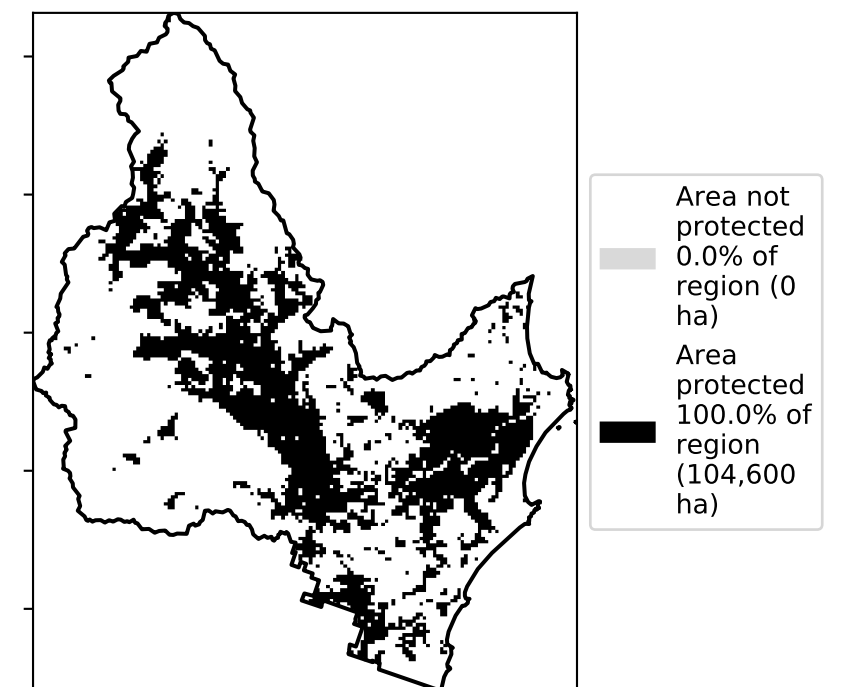 Area not
protected
0.0% of
region (0
ha)
Area
protected
100.0% of
region
(104,600
ha)